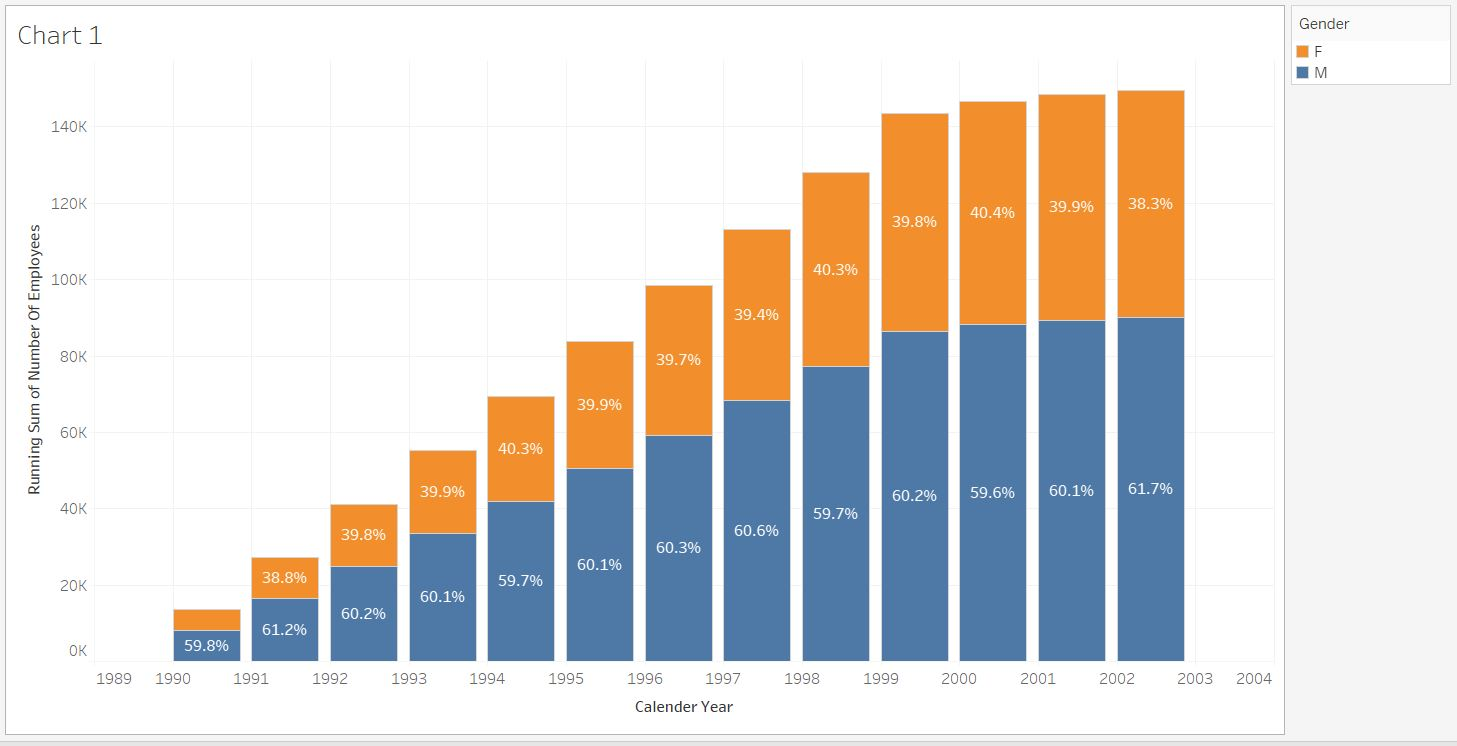 Chart 1
Gender
F
M
Running Sum of Number Of Employees
140K
120K
100K
80K
60K
40K
20K
0K
59.8%
38.8%
61.2%
39.8%
60.2%
39.9%
60.1%
40.3%
59.7%
39.9%
60.1%
39.7%
60.3%
39.4%
60.6%
40.3%
59.7%
39.8%
60.2%
40.4%
59.6%
39.9%
60.1%
38.3%
61.7%
1989 1990 1991 1992 1993 1994 1995 1996 1997 1998 1999 2000 2001 2002 2003 2004
Calender Year